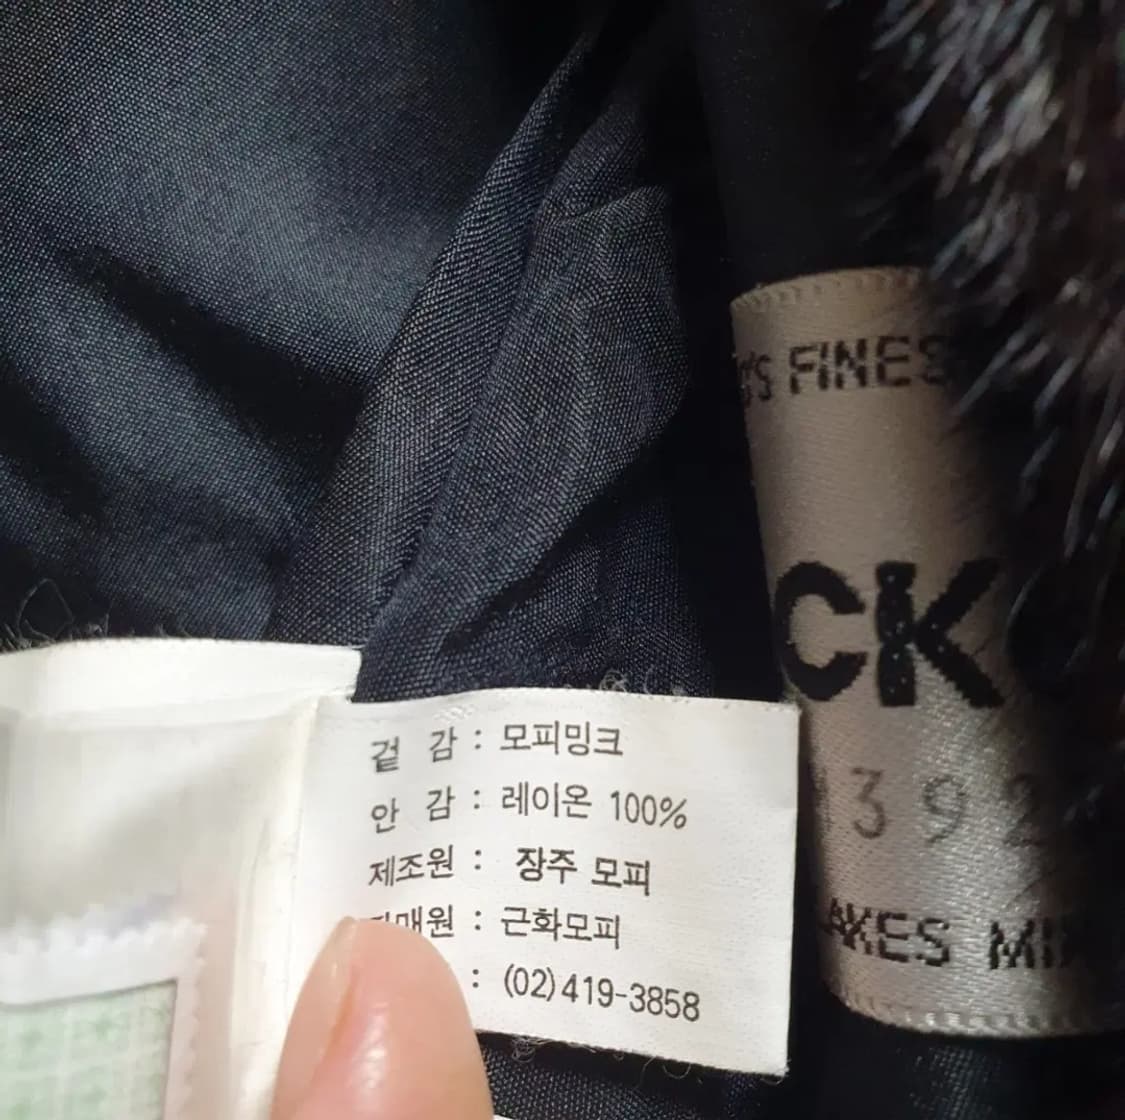 겉 감 : 모피밍크
안 감 : 레이온 100%
제조원 : 장주 모피
판매원 : 근화모피
: (02)419-3858
FINES
CK
392
AKES MI